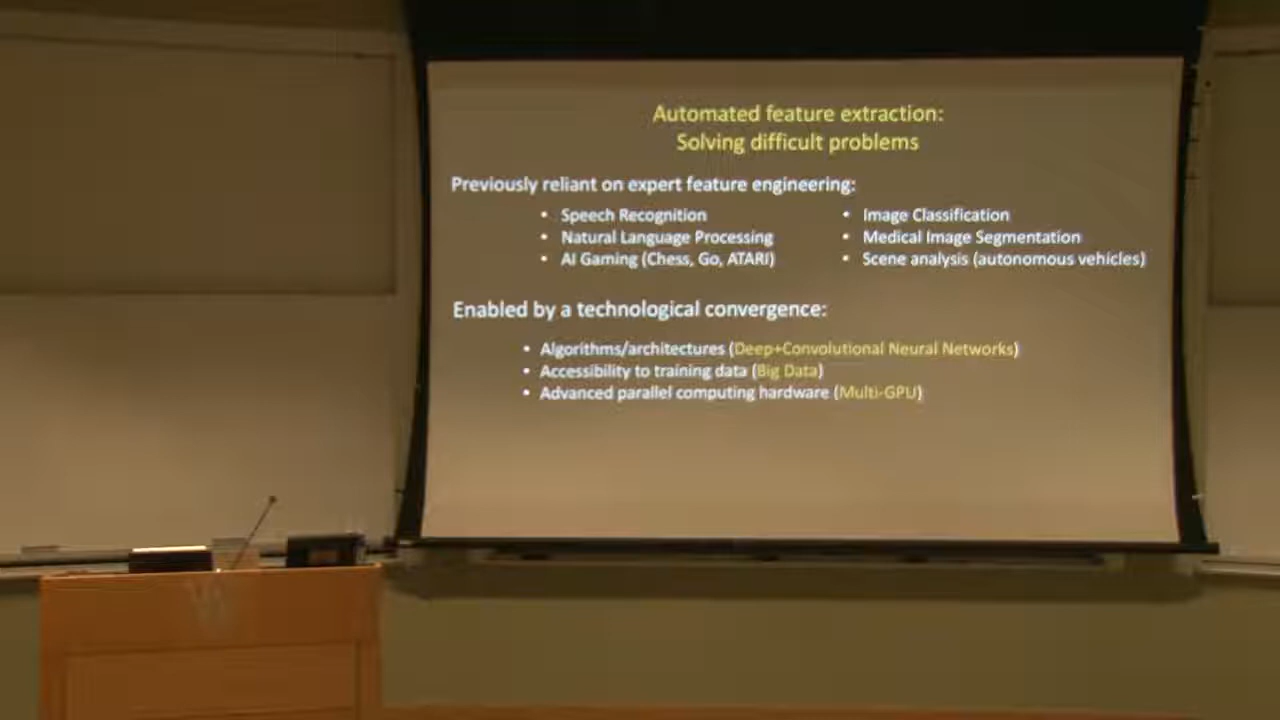 Automated feature extraction:
Solving difficult problems
Previously reliant on expert feature engineering:
• Speech Recognition
• Natural Language Processing
• AI Gaming (Chess, Go, ATARI)
• Image Classification
• Medical Image Segmentation
• Scene analysis (autonomous vehicles)
Enabled by a technological convergence:
• Algorithms/architectures (Deep+Convolutional Neural Networks)
• Accessibility to training data (Big Data)
• Advanced parallel computing hardware (Multi-GPU)
W